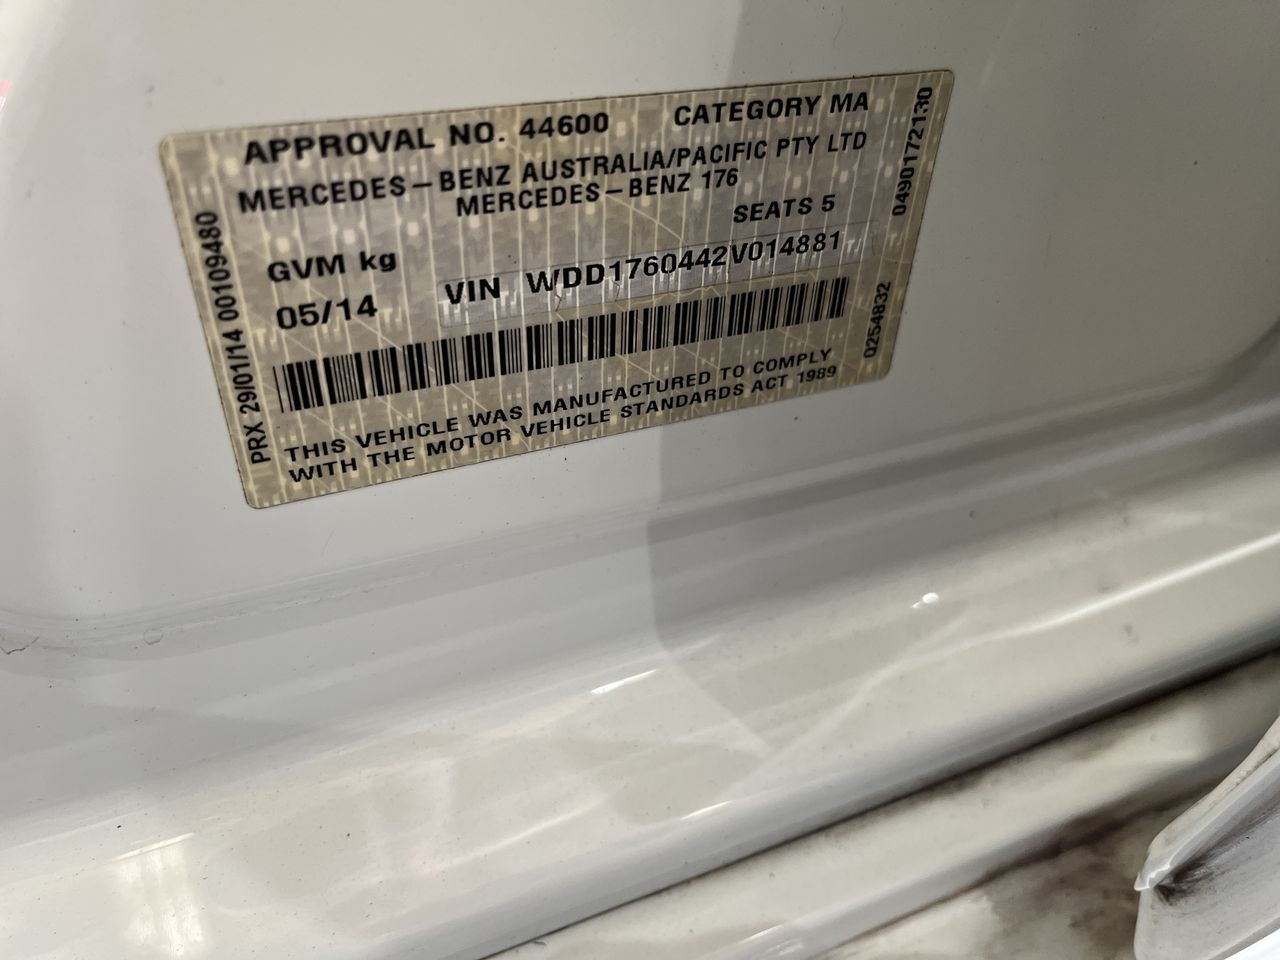 APPROVAL NO. 44600 CATEGORY MA
MERCEDES-BENZ AUSTRALIA/PACIFIC PTY LTD
MERCEDES-BENZ 176
SEATS 5
GVM kg
05/14
VIN WDD1760442V014881
THIS VEHICLE WAS MANUFACTURED TO COMPLY
WITH THE MOTOR VEHICLE STANDARDS ACT 1989
PRX 29/01/14 00109480
04901172130
0254832